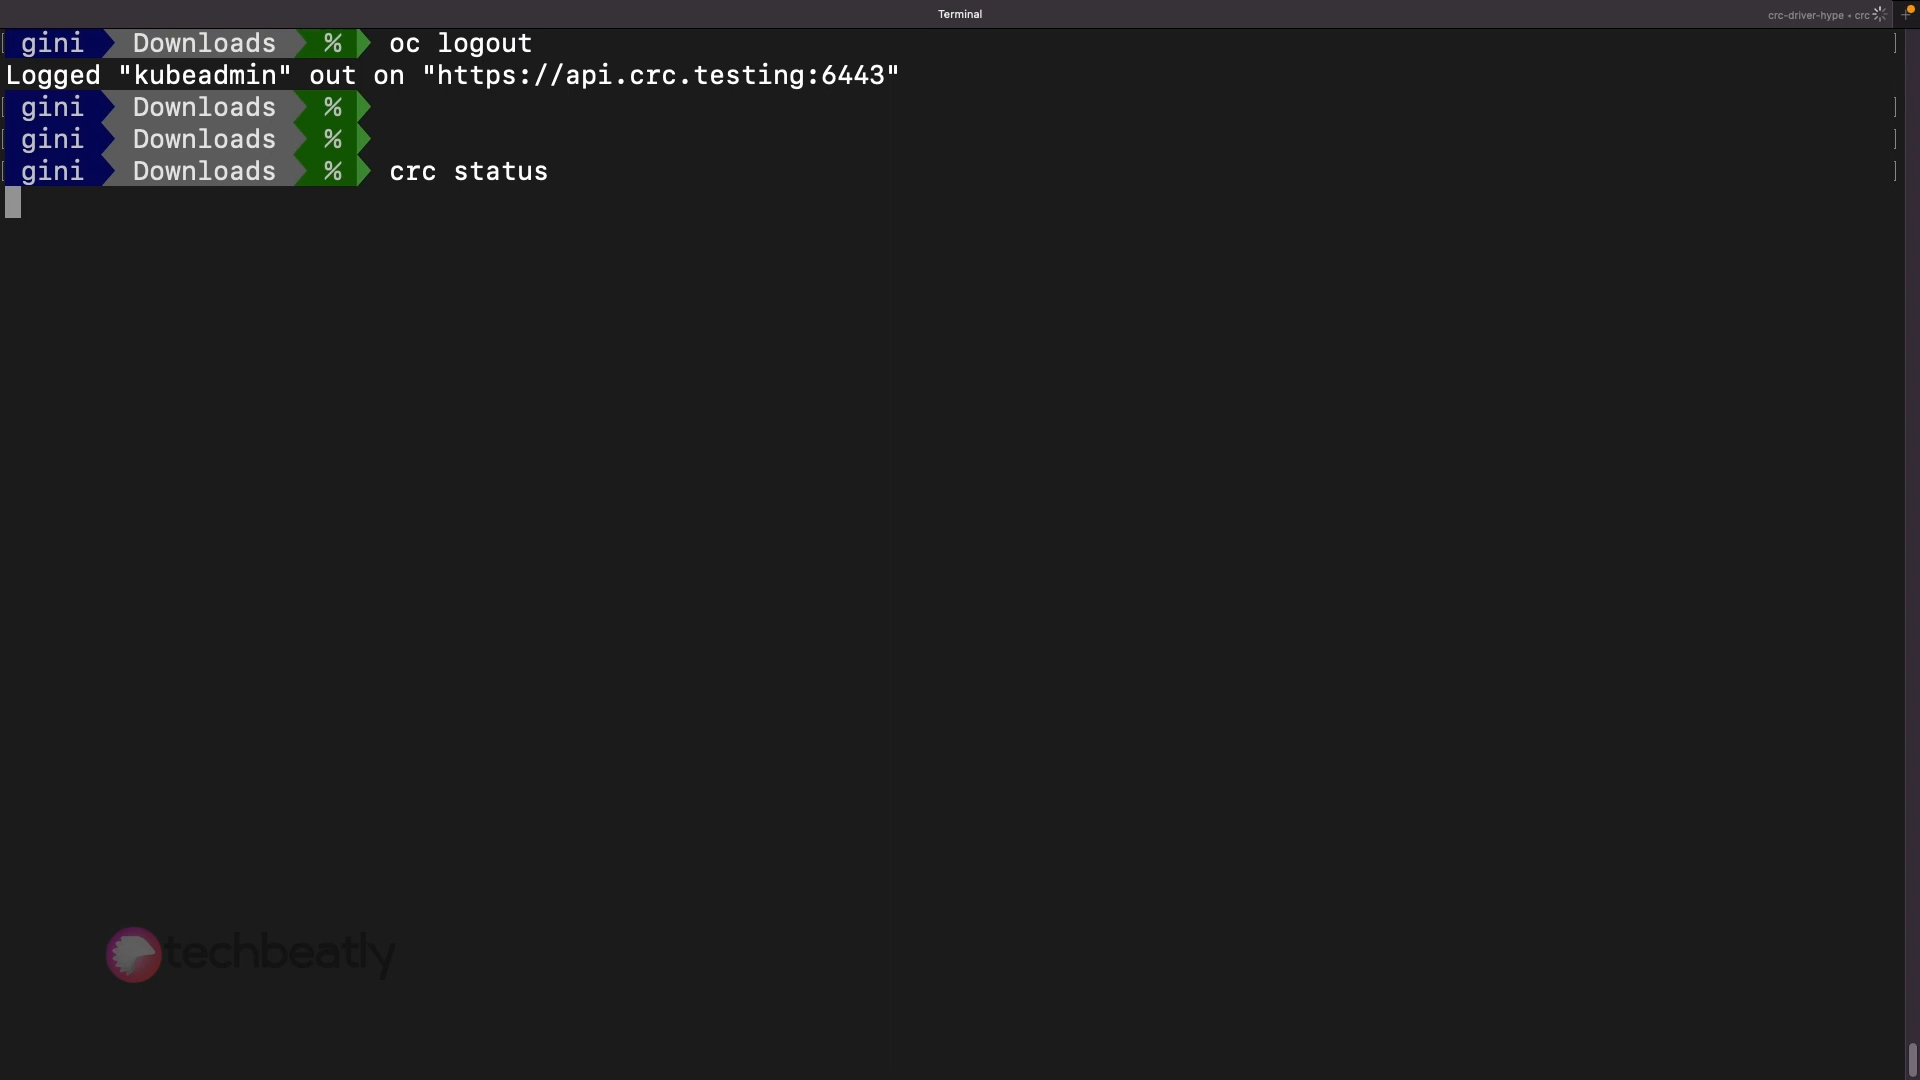 Terminal
crc-driver-hype • crc
gini Downloads % oc logout
Logged "kubeadmin" out on "https://api.crc.testing:6443"
gini Downloads %
gini Downloads %
gini Downloads % crc status
techbeatly